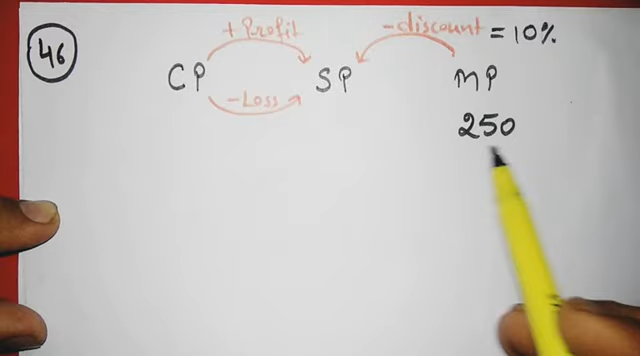 46
+ Profit
- discount = 10%
CP SP MP
- Loss
250